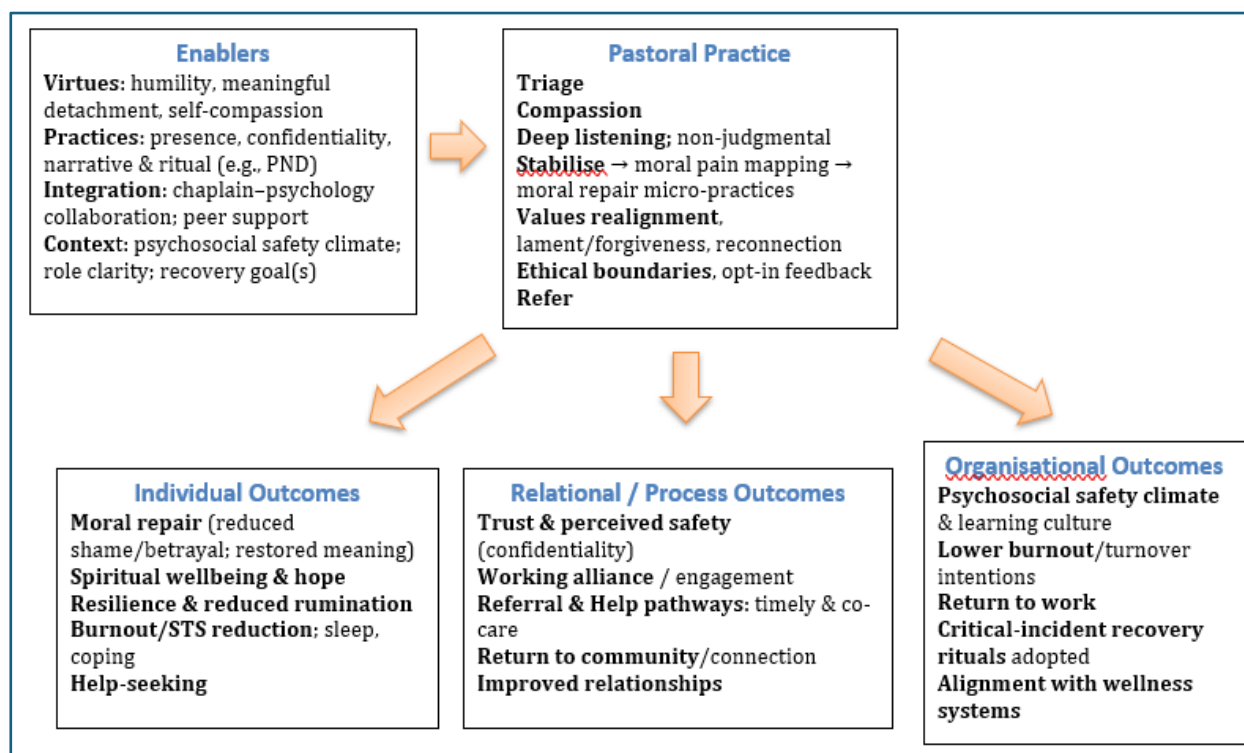 Enablers
Virtues: humility, meaningful
detachment, self-compassion
Practices: presence, confidentiality,
narrative & ritual (e.g., PND)
Integration: chaplain–psychology
collaboration; peer support
Context: psychosocial safety climate;
role clarity; recovery goal(s)
Pastoral Practice
Triage
Compassion
Deep listening; non-judgmental
Stabilise → moral pain mapping →
moral repair micro-practices
Values realignment,
lament/forgiveness, reconnection
Ethical boundaries, opt-in feedback
Refer
Individual Outcomes
Moral repair (reduced
shame/betrayal; restored meaning)
Spiritual wellbeing & hope
Resilience & reduced rumination
Burnout/STS reduction; sleep,
coping
Help-seeking
Relational / Process Outcomes
Trust & perceived safety
(confidentiality)
Working alliance / engagement
Referral & Help pathways: timely & co-
care
Return to community/connection
Improved relationships
Organisational Outcomes
Psychosocial safety climate
& learning culture
Lower burnout/turnover
intentions
Return to work
Critical-incident recovery
rituals adopted
Alignment with wellness
systems